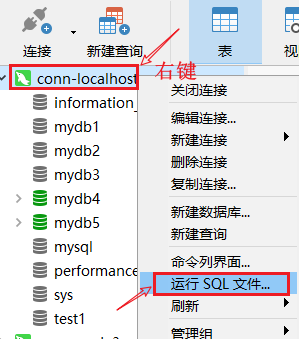 连接
新建查询
表
conn-localhost
右键
information_
mydb1
mydb2
mydb3
mydb4
mydb5
mysql
performance
sys
test1
关闭连接
编辑连接...
新建连接
删除连接
复制连接...
新建数据库...
新建查询
命令列界面...
运行 SQL 文件...
刷新
管理组